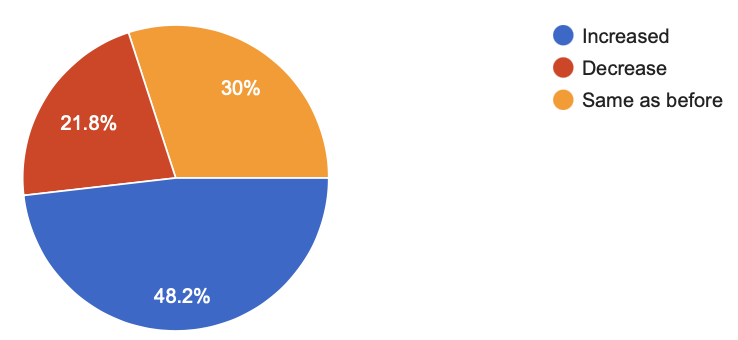 30%
21.8%
48.2%
Increased
Decrease
Same as before